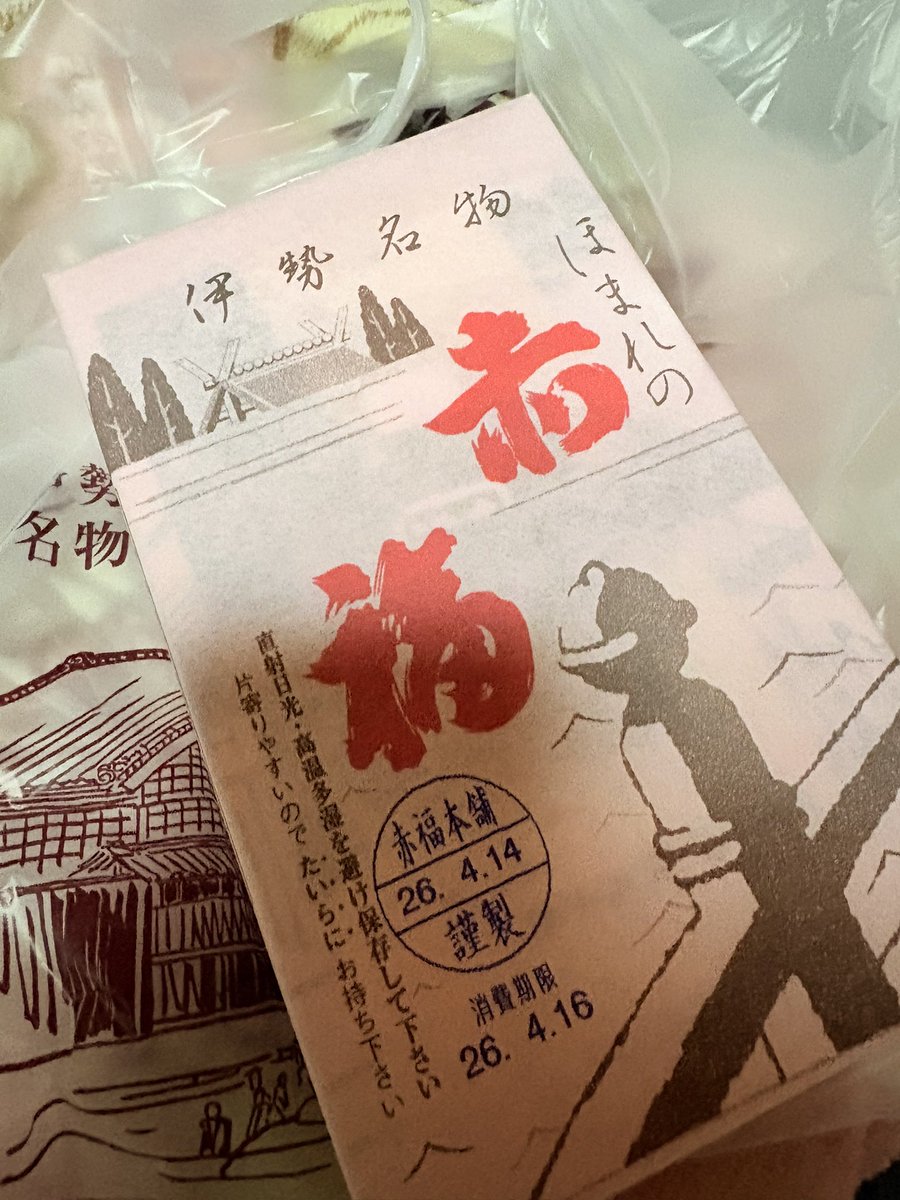 伊勢名物
ほまれの
赤
福
直射日光・高温多湿を避け保存して下さい
片寄りやすいので たいらに お持ち下さい
赤福本舗
26. 4.14
謹製
消費期限
26. 4.16
勢
名物